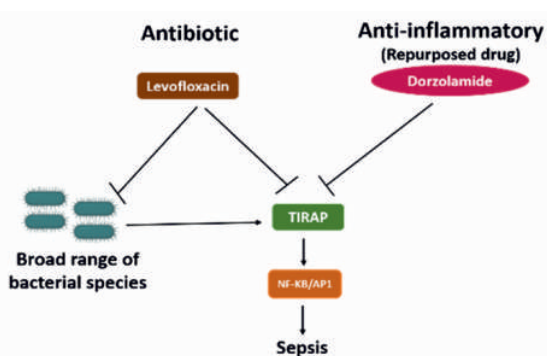 Antibiotic
Anti-inflammatory
(Repurposed drug)
Levofloxacin
Dorzolamide
TIRAP
Broad range of
bacterial species
NF-KB/AP1
Sepsis